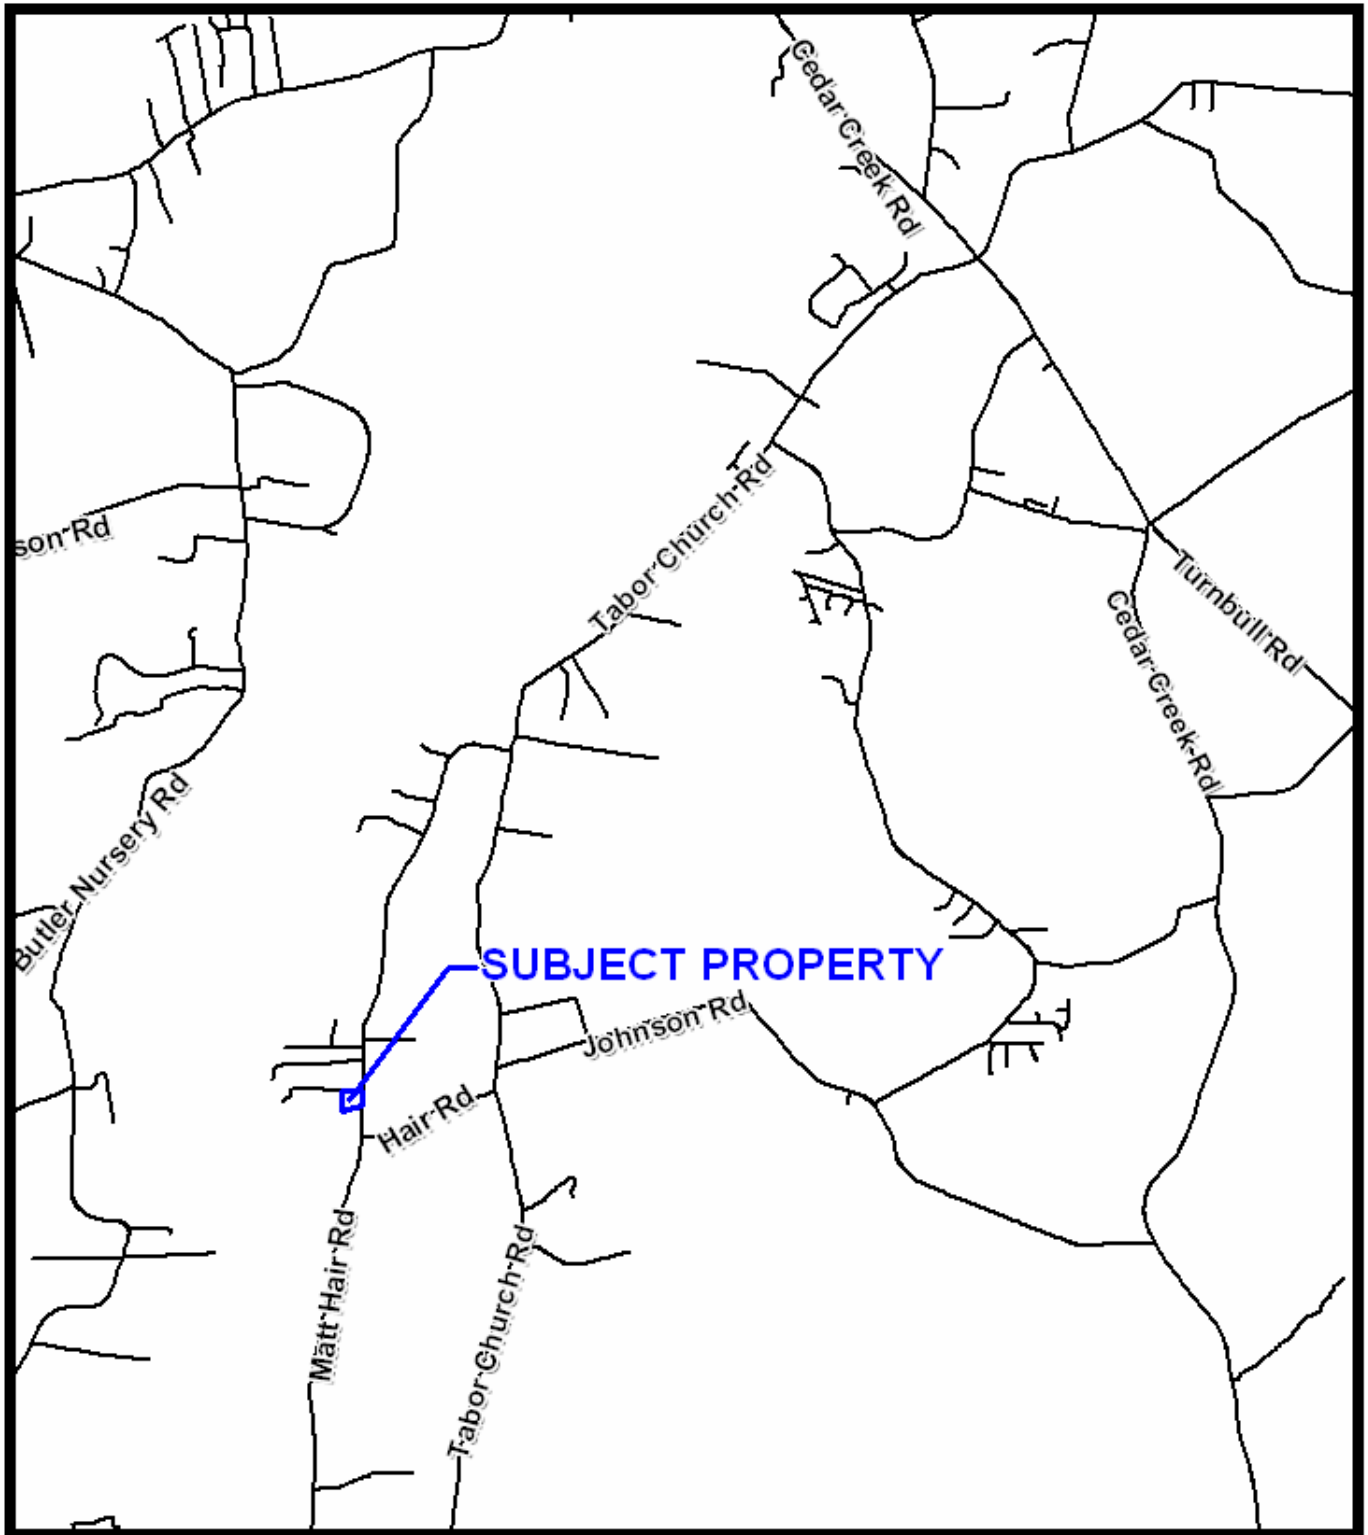 Cedar Creek Rd
Tabor Church Rd
son Rd
Turnbull Rd
Cedar Creek Rd
Butler Nursery Rd
SUBJECT PROPERTY
Johnson Rd
Hair Rd
Matt Hair Rd
Tabor Church Rd